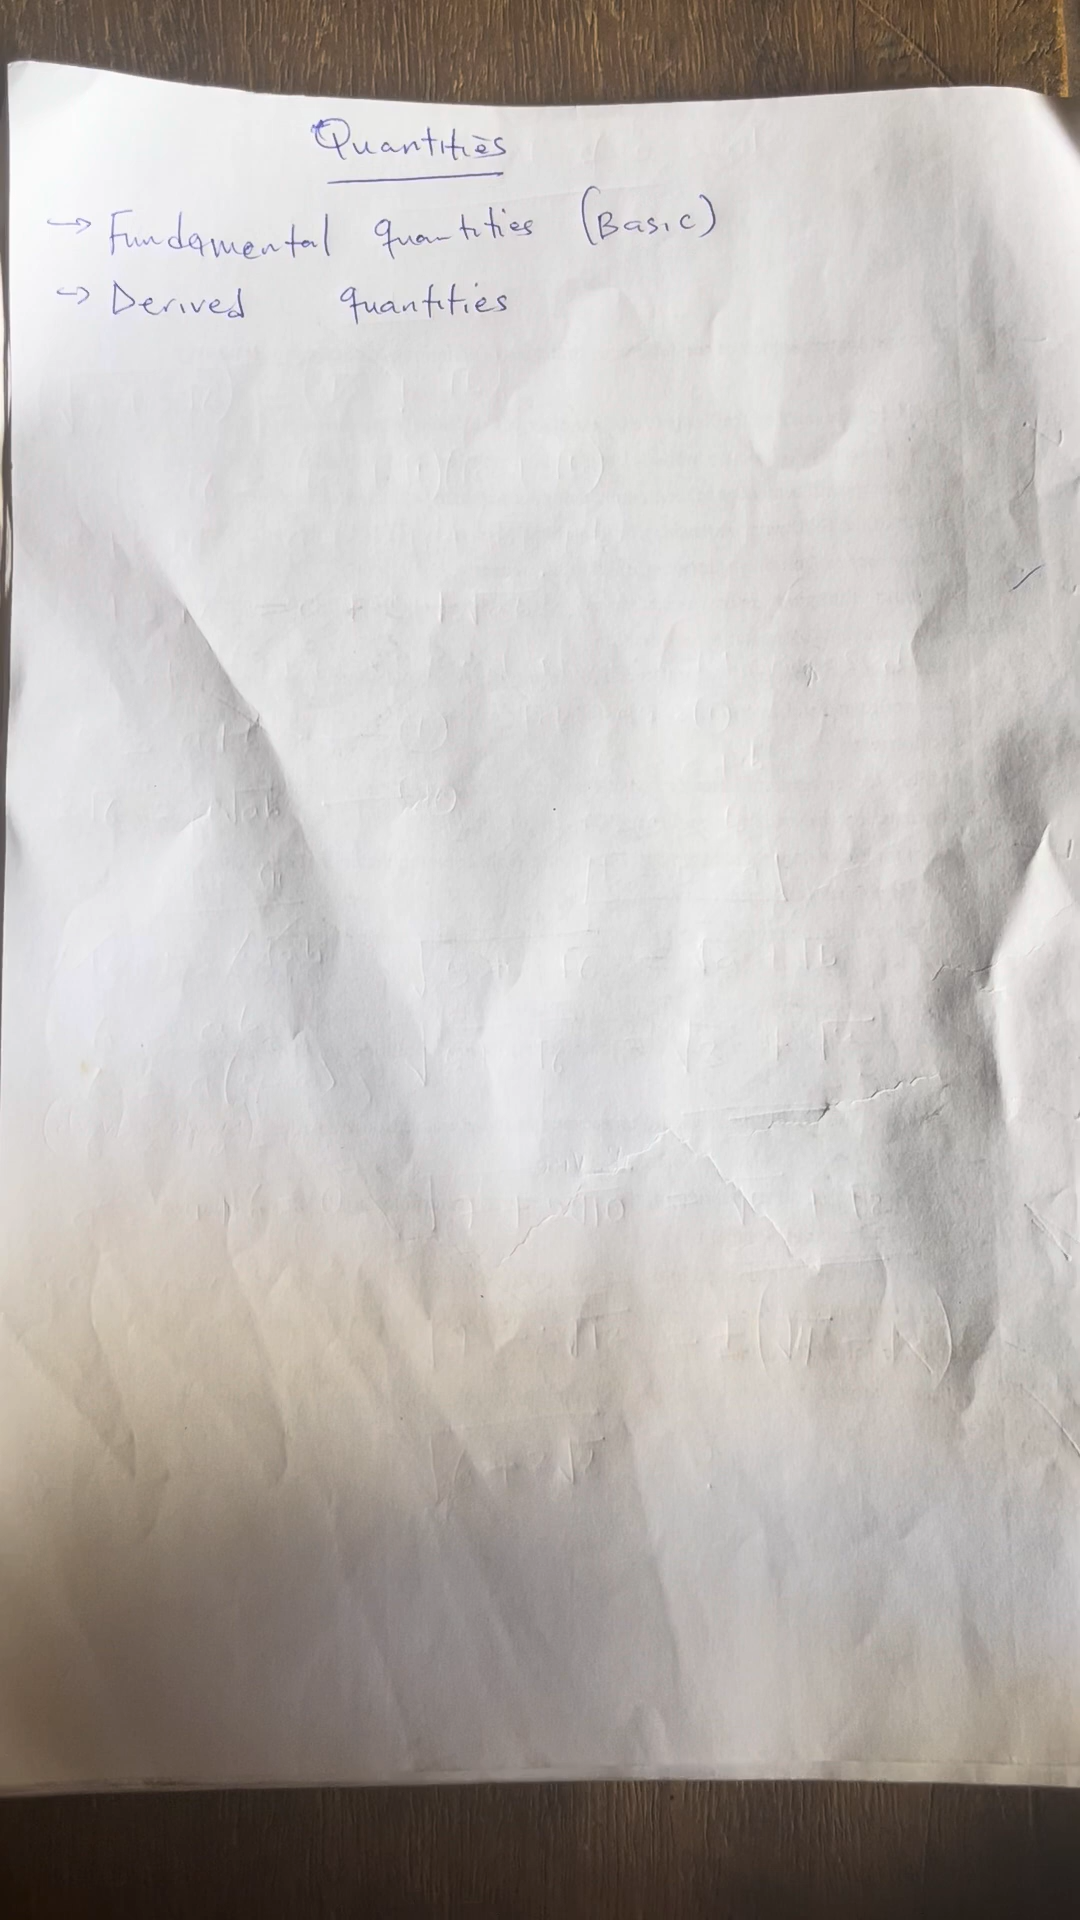 Quantities
→ Fundamental quantities (Basic)
→ Derived quantities